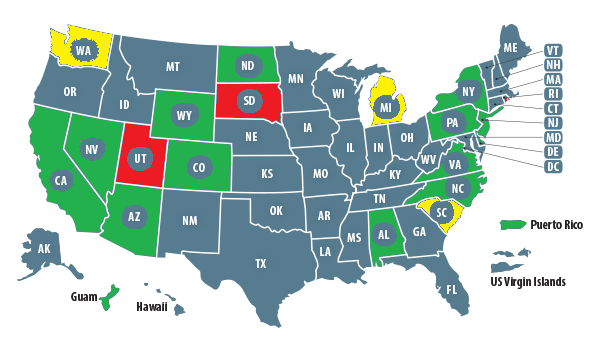 WA
MT
ND
MN
ME
VT
NH
MA
RI
CT
NJ
MD
DE
DC
OR
ID
WY
SD
WI
MI
NY
PA
NV
UT
CO
NE
IA
IL
IN
OH
WV
VA
CA
AZ
NM
KS
MO
KY
NC
TN
SC
OK
AR
TX
LA
MS
AL
GA
FL
AK
Guam
Hawaii
Puerto Rico
US Virgin Islands